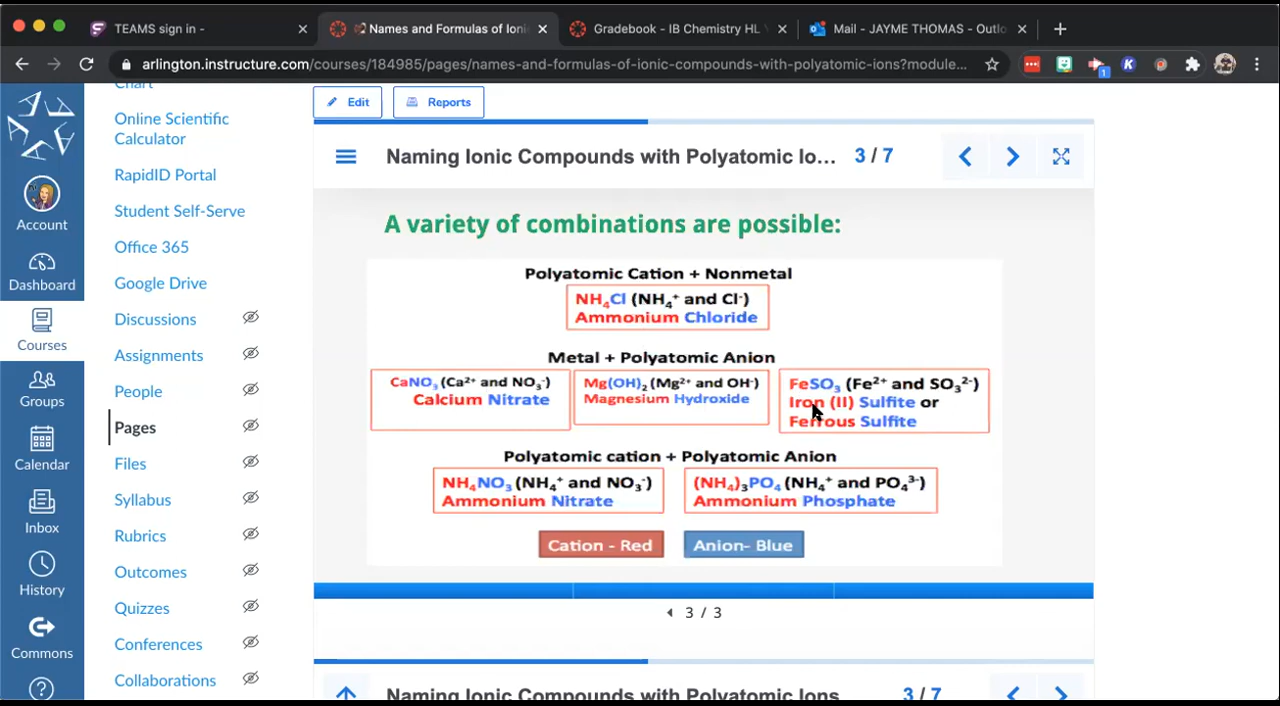 TEAMS sign in -
Names and Formulas of Ioni
Gradebook - IB Chemistry HL Y
Mail - JAYME THOMAS - Outlo
arlington.instructure.com/courses/184985/pages/names-and-formulas-of-ionic-compounds-with-polyatomic-ions?module...
1
K
Account
Dashboard
Courses
Groups
Calendar
Inbox
History
Commons
Chart
Online Scientific
Calculator
RapidID Portal
Student Self-Serve
Office 365
Google Drive
Discussions
Assignments
People
Pages
Files
Syllabus
Rubrics
Outcomes
Quizzes
Conferences
Collaborations
Edit
Reports
Naming Ionic Compounds with Polyatomic Io...
3 / 7
A variety of combinations are possible:
Polyatomic Cation + Nonmetal
NH₄Cl (NH₄⁺ and Cl⁻)
Ammonium Chloride
Metal + Polyatomic Anion
CaNO₃ (Ca²⁺ and NO₃⁻)
Calcium Nitrate
Mg(OH)₂ (Mg²⁺ and OH⁻)
Magnesium Hydroxide
FeSO₃ (Fe²⁺ and SO₃²⁻)
Iron (II) Sulfite or
Ferrous Sulfite
Polyatomic cation + Polyatomic Anion
NH₄NO₃ (NH₄⁺ and NO₃⁻)
Ammonium Nitrate
(NH₄)₃PO₄ (NH₄⁺ and PO₄³⁻)
Ammonium Phosphate
Cation - Red
Anion- Blue
3 / 3
Naming Ionic Compounds with Polyatomic Ions
3 / 7